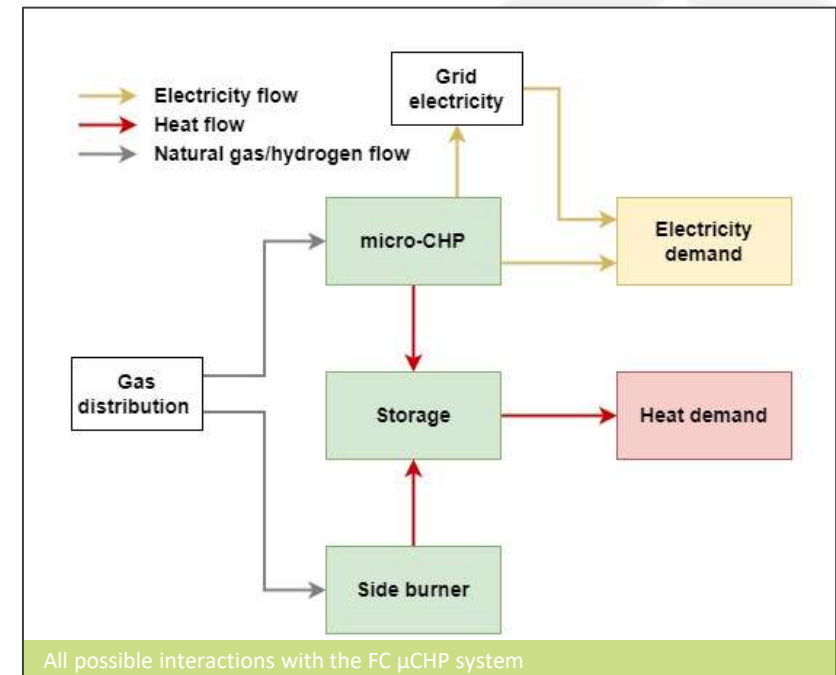 Grid
electricity
Electricity flow
Heat flow
Natural gas/hydrogen flow
micro-CHP
Electricity
demand
Gas
distribution
Storage
Heat demand
Side burner
All possible interactions with the FC µCHP system